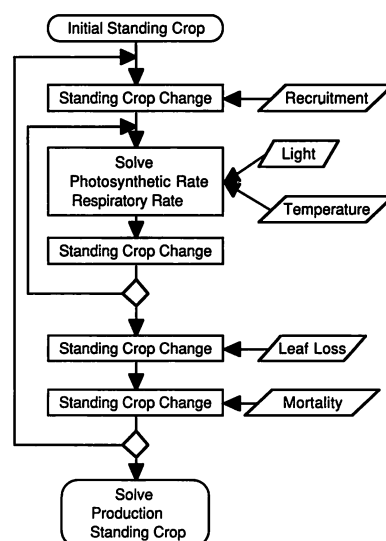 Initial Standing Crop
Standing Crop Change
Recruitment
Solve
Photosynthetic Rate
Respiratory Rate
Light
Temperature
Standing Crop Change
Standing Crop Change
Leaf Loss
Standing Crop Change
Mortality
Solve
Production
Standing Crop